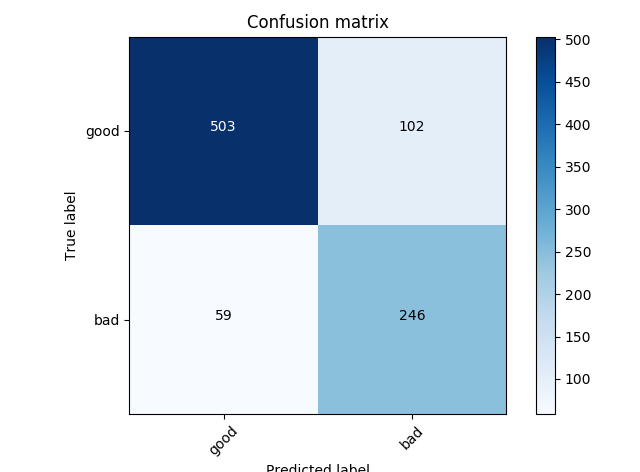 Confusion matrix
True label
good
503
102
bad
59
246
good
bad
Predicted label
500
450
400
350
300
250
200
150
100